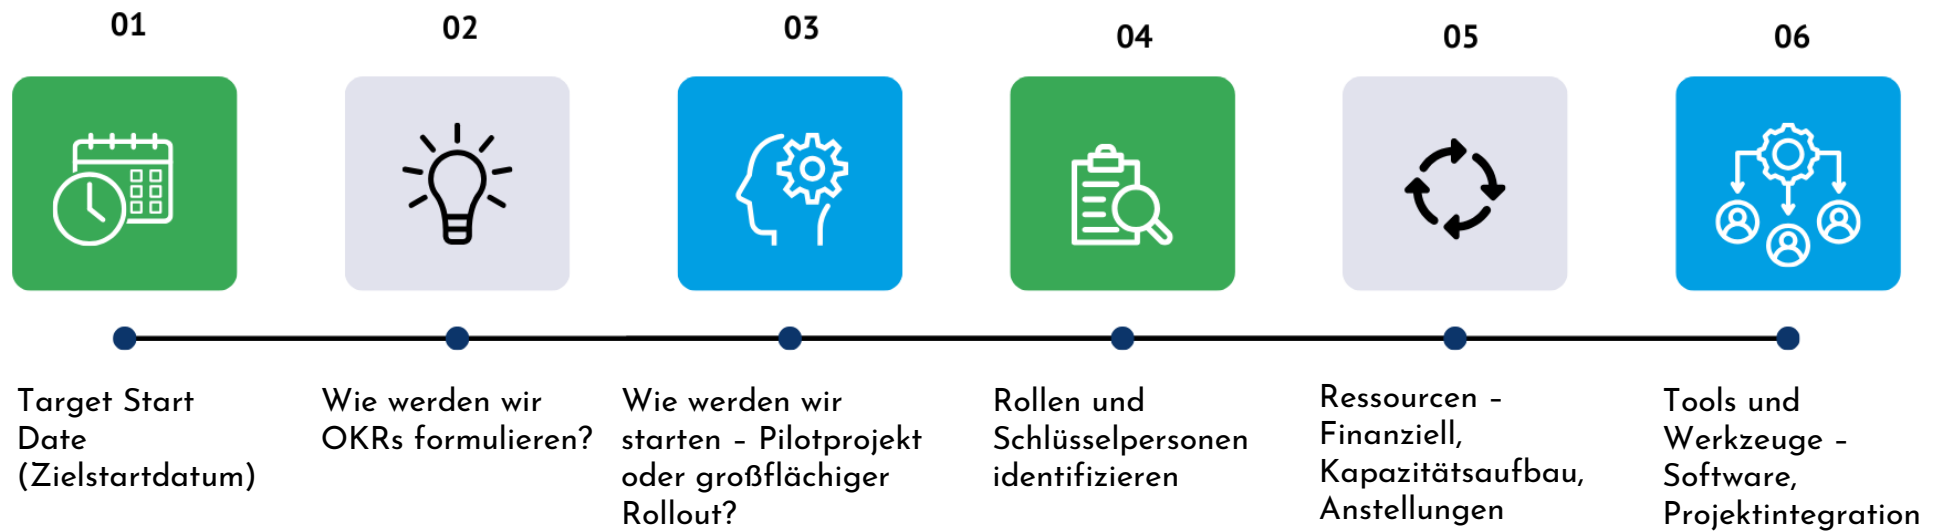 01
02
03
04
05
06
Target Start
Date
(Zielstartdatum)
Wie werden wir
OKRs formulieren?
Wie werden wir
starten – Pilotprojekt
oder großflächiger
Rollout?
Rollen und
Schlüsselpersonen
identifizieren
Ressourcen –
Finanziell,
Kapazitätsaufbau,
Anstellungen
Tools und
Werkzeuge –
Software,
Projektintegration